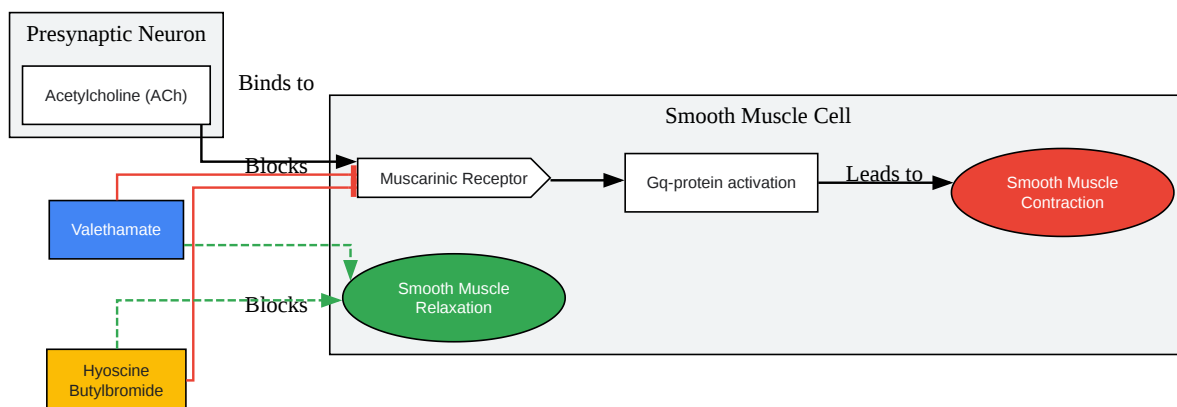 Presynaptic Neuron
Acetylcholine (ACh)
Binds to
Smooth Muscle Cell
Blocks
Muscarinic Receptor
Gq-protein activation
Leads to
Smooth Muscle
Contraction
Valethamate
Smooth Muscle
Relaxation
Blocks
Hyoscine
Butylbromide